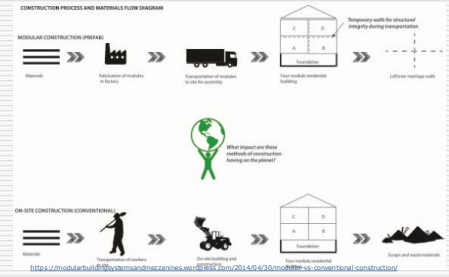 CONSTRUCTION PROCESS AND MATERIALS FLOW DIAGRAM
Temporary walls for structural
integrity during transportation
MODULAR CONSTRUCTION (PREFAB)
C D
A B
Foundation
Materials
Fabrication of modules
in factory
Transportation of modules
to site for assembly
Four module residential
building
Leftover marriage walls
What impact are these
methods of construction
having on the planet?
ON-SITE CONSTRUCTION (CONVENTIONAL)
C D
A B
Foundation
Materials
Transportation of workers
On-site building and
Four module residential
Scraps and waste materials
https://modularbuildingsystemsandmezzanines.wordpress.com/2014/04/30/modular-vs-conventional-construction/